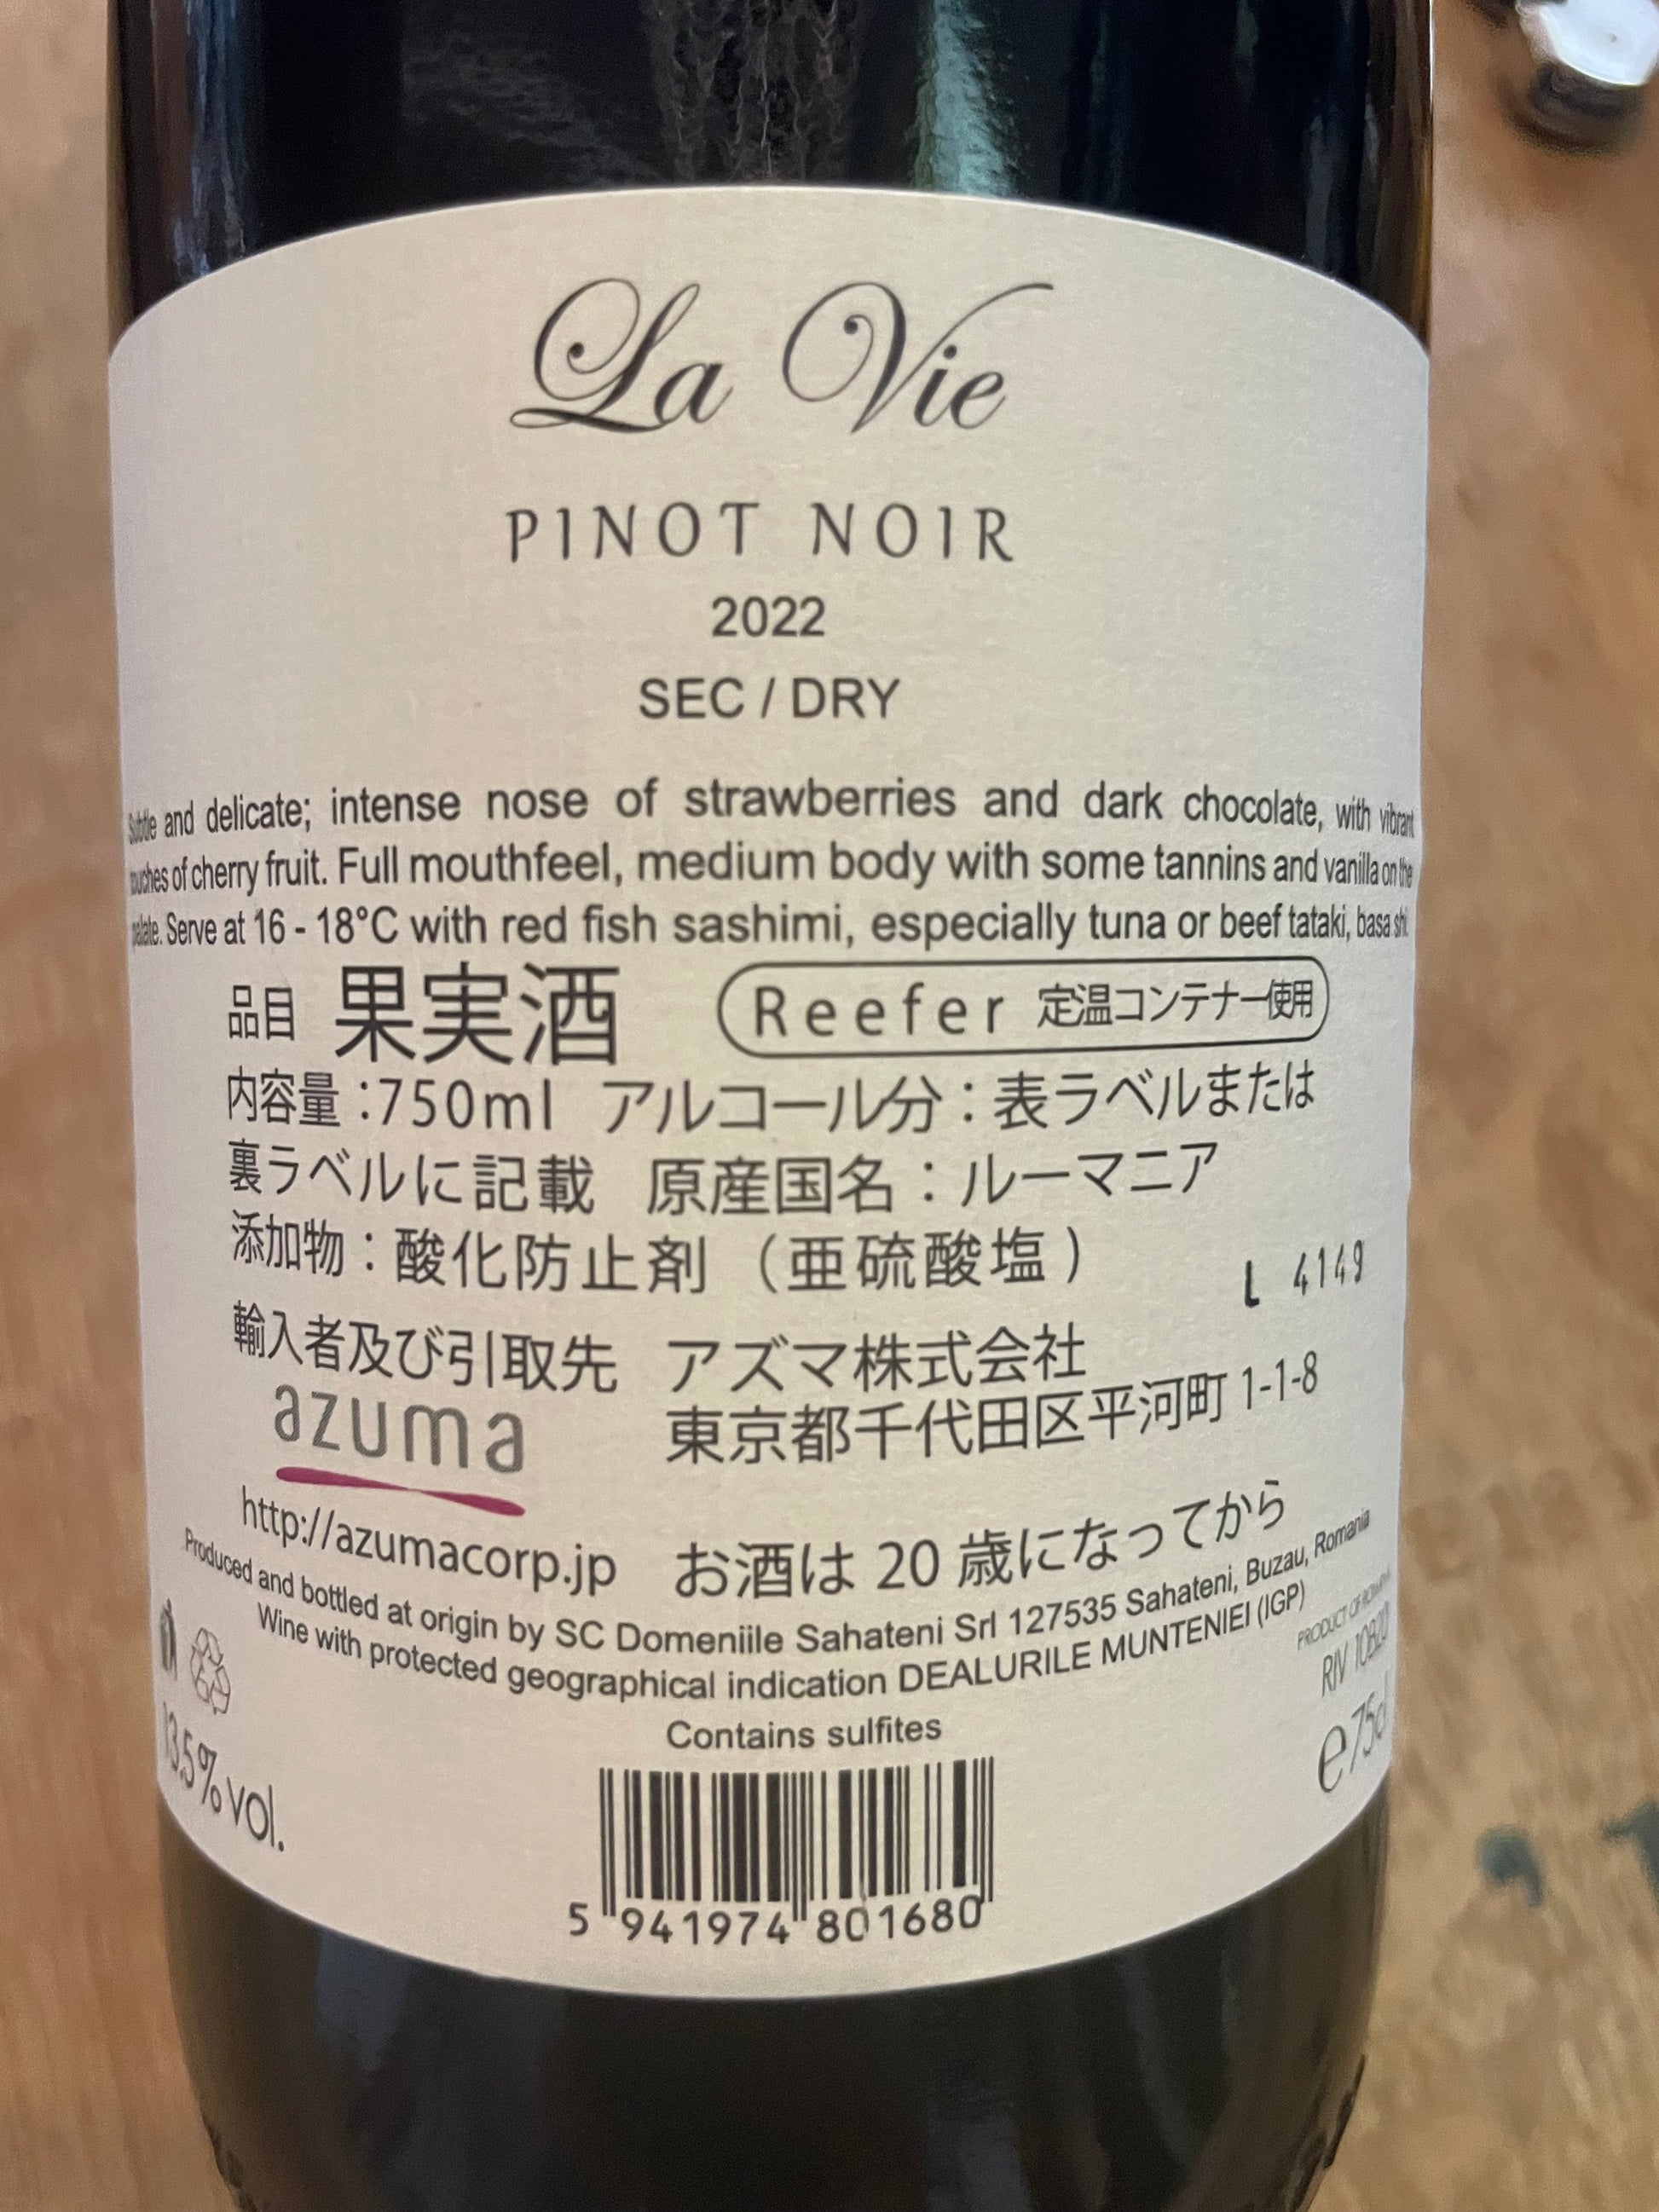 La Vie
PINOT NOIR
2022
SEC / DRY
Subtle and delicate; intense nose of strawberries and dark chocolate, with vibrant
touches of cherry fruit. Full mouthfeel, medium body with some tannins and vanilla on the
palate. Serve at 16 - 18°C with red fish sashimi, especially tuna or beef tataki, basa shi.
品目 果実酒 Reefer 定温コンテナー使用
内容量:750ml アルコール分:表ラベルまたは
裏ラベルに記載 原産国名:ルーマニア
添加物:酸化防止剤(亜硫酸塩)
L 4149
輸入者及び引取先 アズマ株式会社
azuma 東京都千代田区平河町 1-1-8
http://azumacorp.jp お酒は 20 歳になってから
Produced and bottled at origin by SC Domeniile Sahateni Srl 127535 Sahateni, Buzau, Romania
Wine with protected geographical indication DEALURILE MUNTENIEI (IGP)
PRODUCT OF ROMANIA
RIV
Contains sulfites
13.5% vol.
e 75cl
5 941974 801680